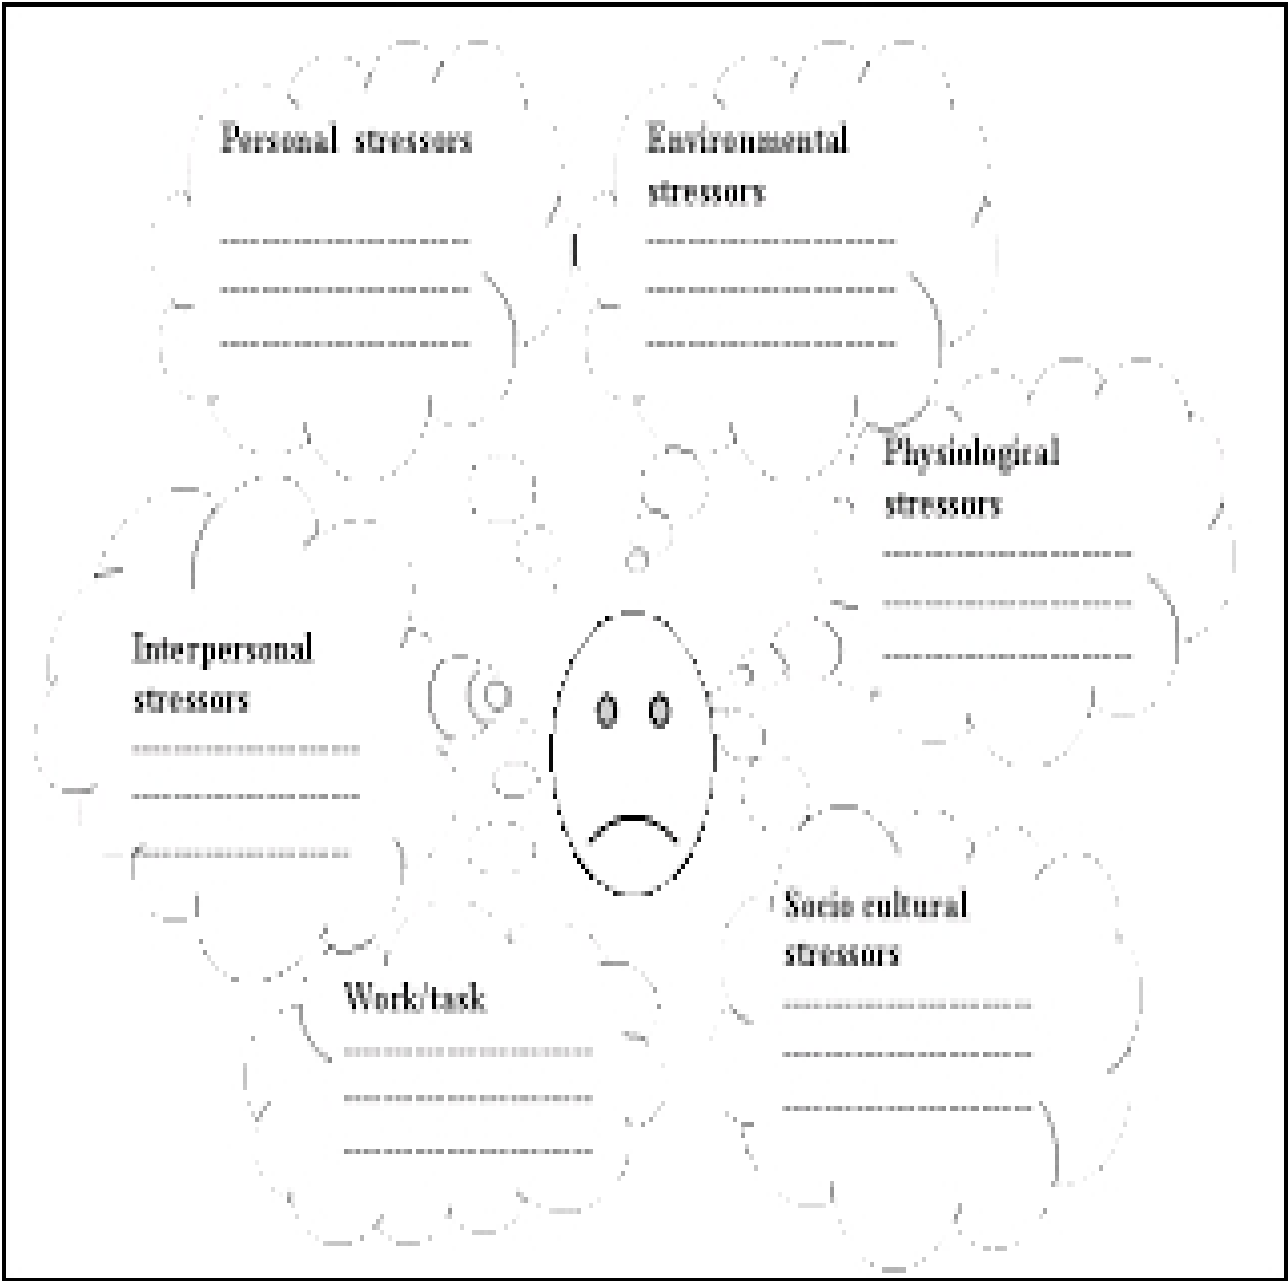 Personal stressors
Environmental
stressors
Physiological
stressors
Interpersonal
stressors
Socio cultural
stressors
Work/task